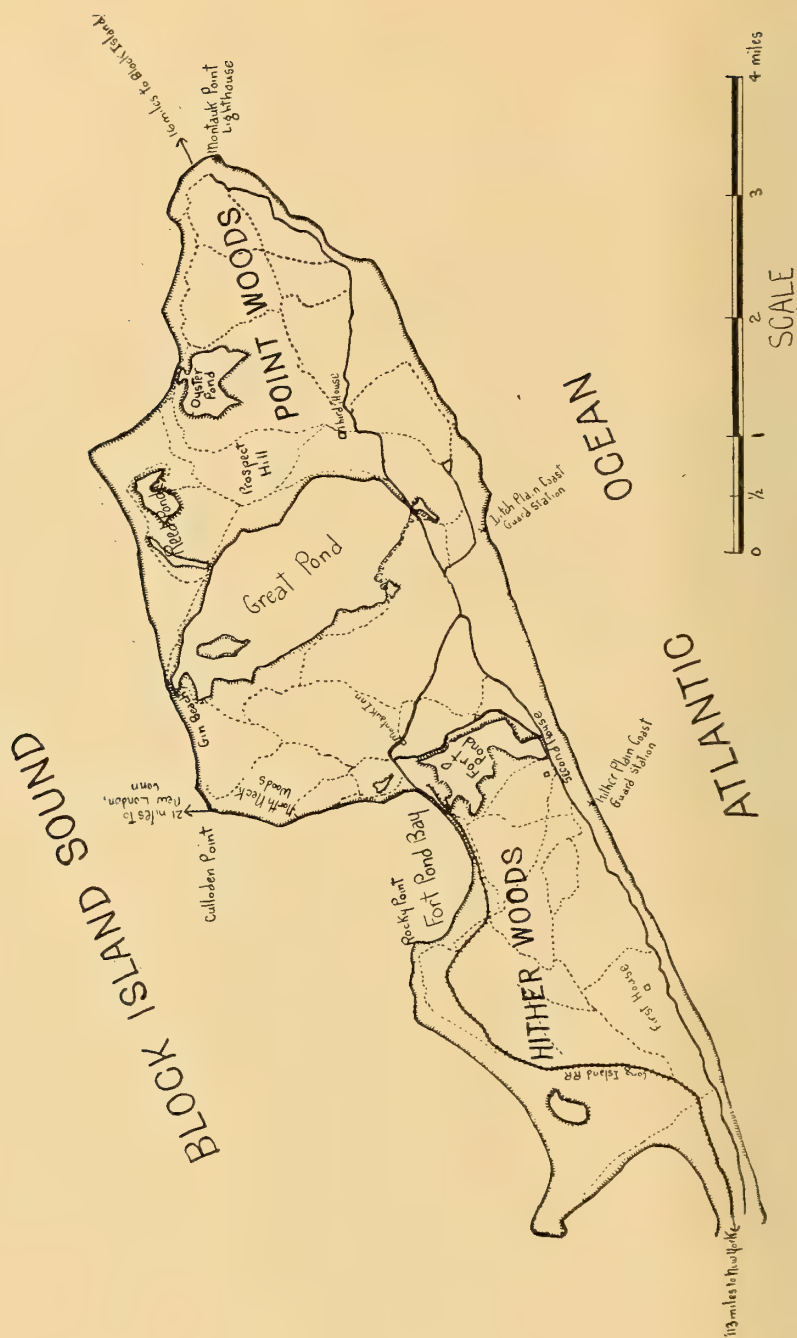 BLOCK ISLAND SOUND
16 miles to Block Island
Montauk Point
Lighthouse
POINT WOODS
Oyster
Pond
Reed Pond
Prospect
Hill
House
Great Pond
Gin Beach
21 miles to
New London,
Conn
Culloden Point
North Neck
Woods
Montauk Inn
Fort
Pond
Rocky Point
Fort Pond Bay
Second House
Ditch Plain Coast
Guard Station
Hither Plain Coast
Guard Station
HITHER WOODS
First House
Long Island RR
ATLANTIC
OCEAN
113 miles to New York
0 1/2 1 2 3 4 miles
SCALE